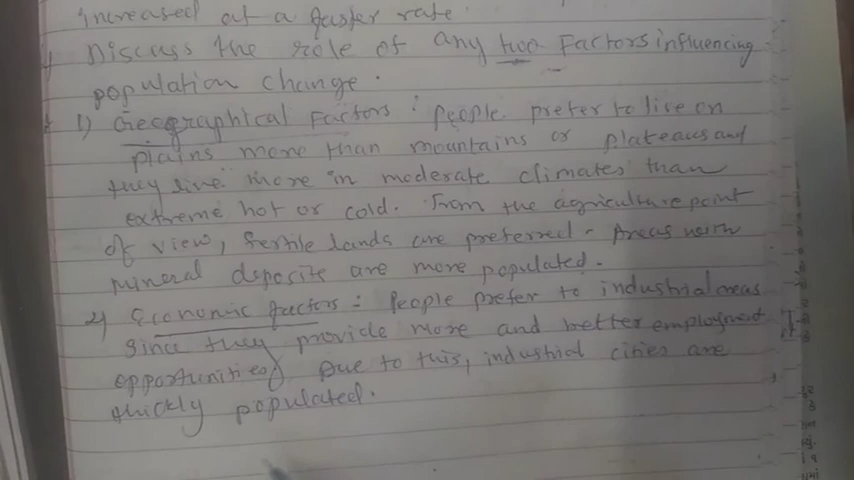 increased at a faster rate.
Discuss the role of any two Factors influencing
population change.
1) Geographical Factors : People prefer to live on
plains more than mountains or plateaus and
they live more in moderate climates than
extreme hot or cold. From the agriculture point
of view, fertile lands are preferred. Areas with
mineral deposite are more populated.
2) Economic factors : People prefer to industrial areas
since they provide more and better employment
opportunities Due to this, industrial cities are
thickly populated.